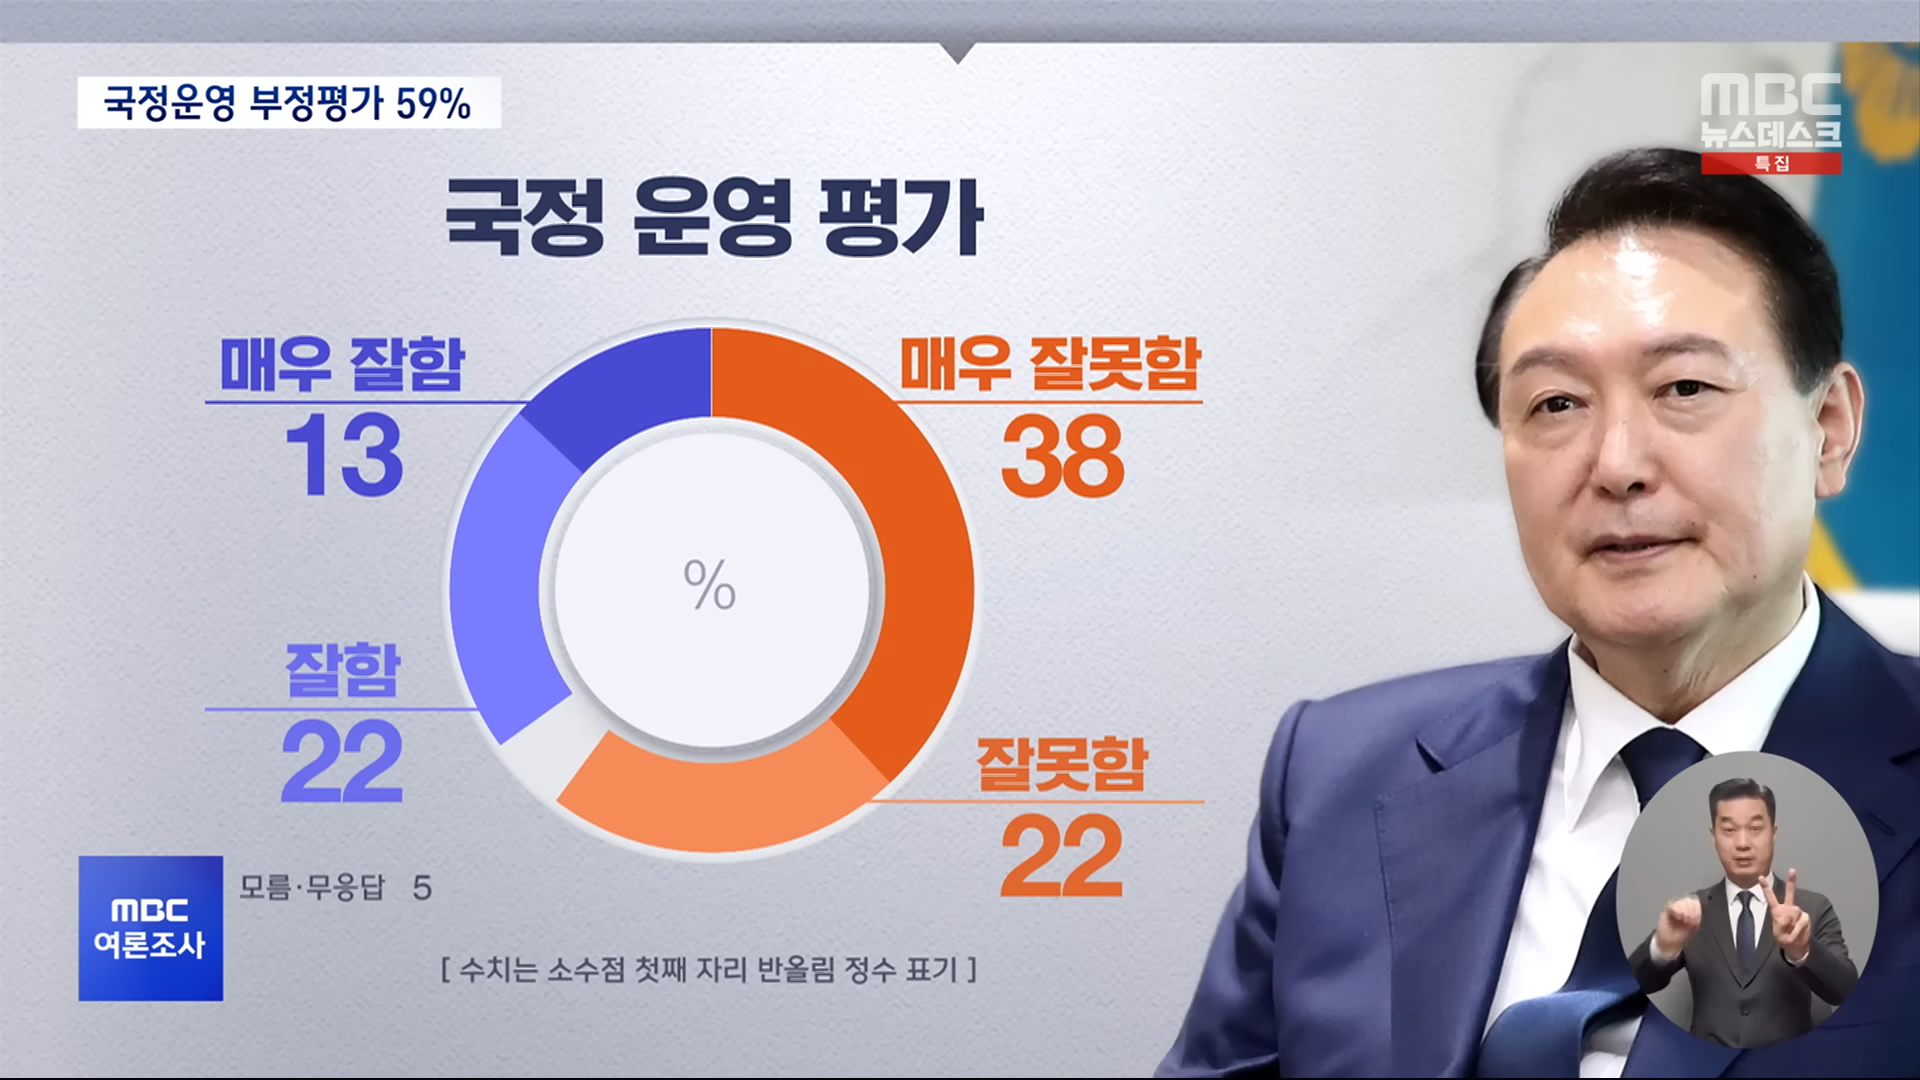 국정운영 부정평가 59%
MBC
뉴스데스크
특집
국정 운영 평가
매우 잘함
13
매우 잘못함
38
%
잘함
22
잘못함
22
모름·무응답 5
MBC
여론조사
[ 수치는 소수점 첫째 자리 반올림 정수 표기 ]